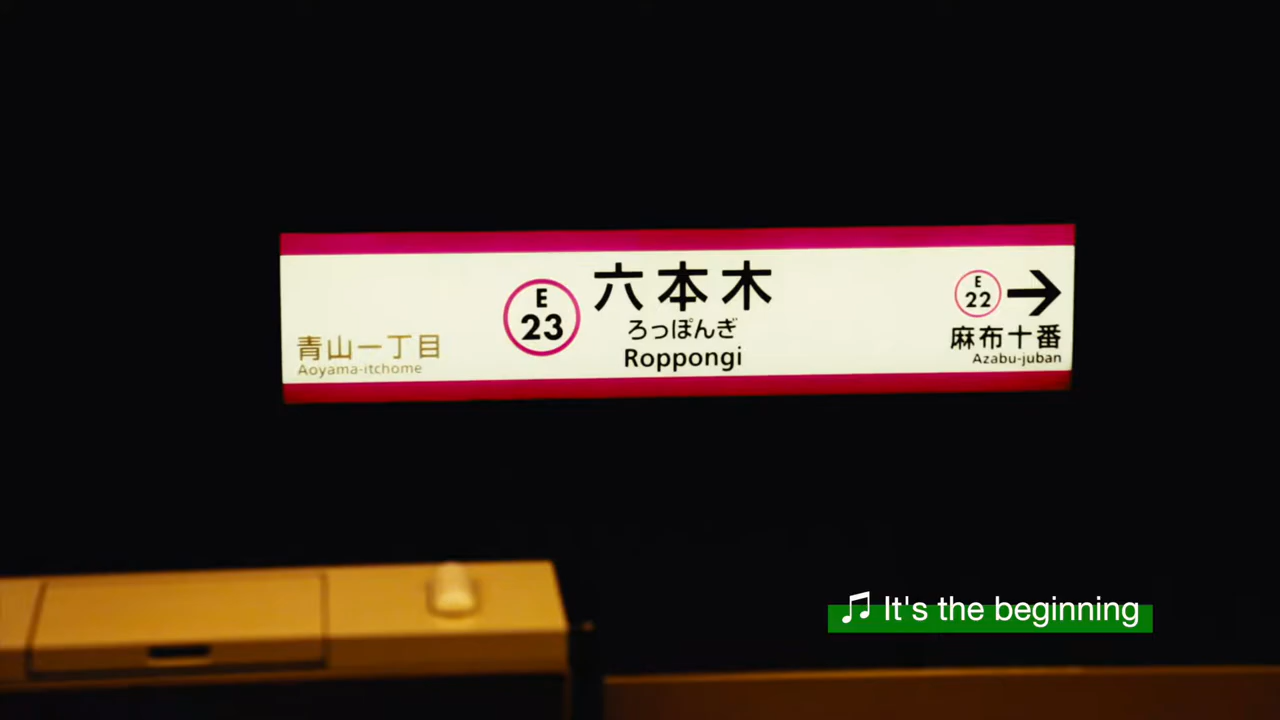 青山一丁目
Aoyama-itchome
E
23
六本木
ろっぽんぎ
Roppongi
E
22
→
麻布十番
Azabu-juban
♫ It's the beginning